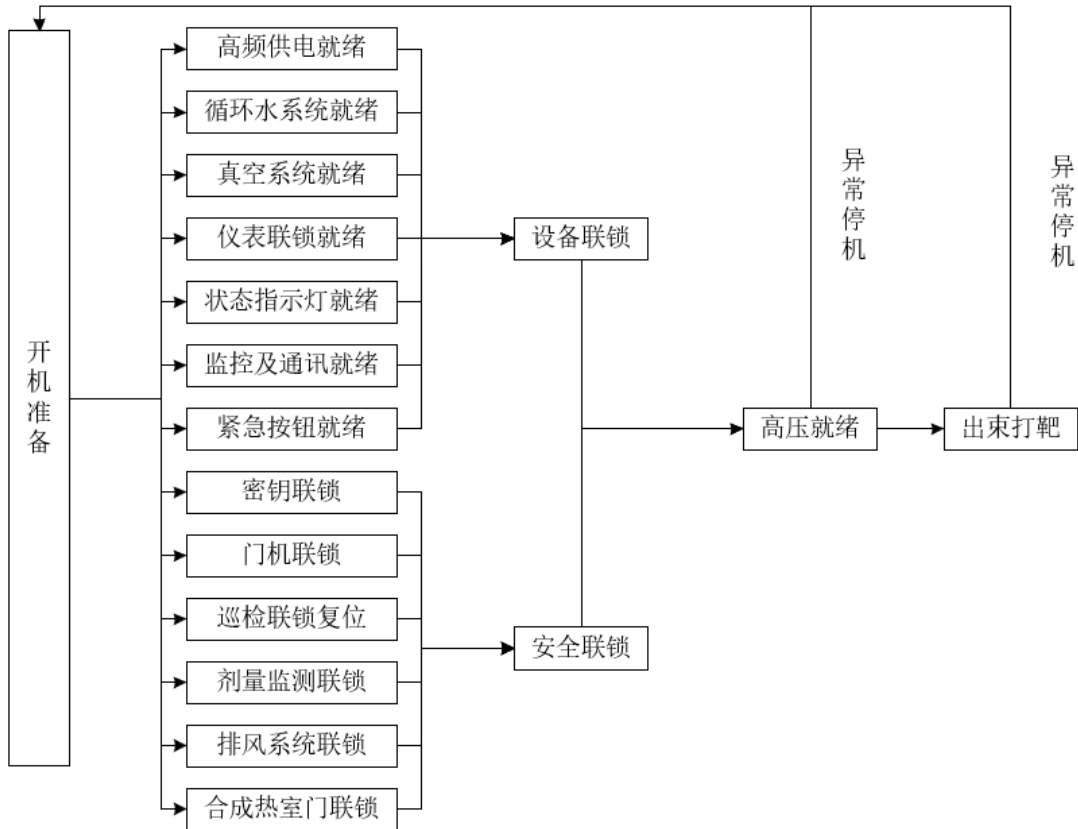 高频供电就绪
循环水系统就绪
真空系统就绪
仪表联锁就绪
状态指示灯就绪
监控及通讯就绪
紧急按钮就绪
密钥联锁
门机联锁
巡检联锁复位
剂量监测联锁
排风系统联锁
合成热室门联锁
开机准备
设备联锁
安全联锁
高压就绪
出束打靶
异常停机
异常停机